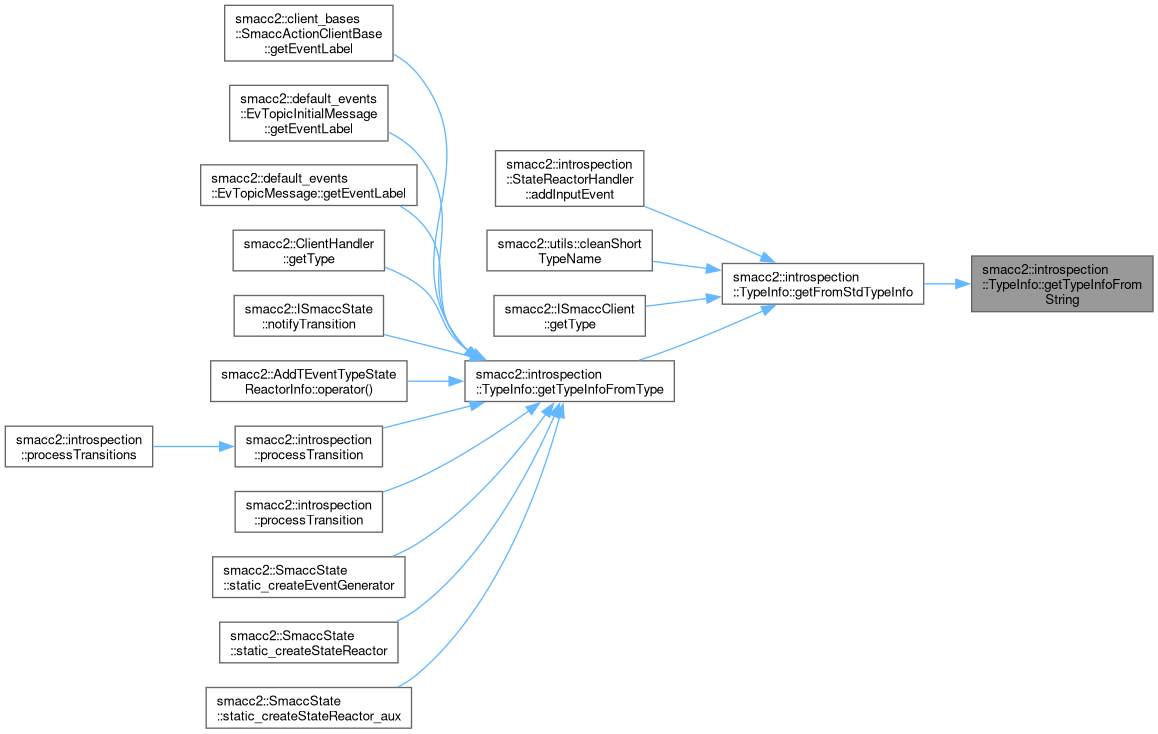 smacc2::client_bases
::SmaccActionClientBase
::getEventLabel
smacc2::default_events
::EvTopicInitialMessage
::getEventLabel
smacc2::default_events
::EvTopicMessage::getEventLabel
smacc2::ClientHandler
::getType
smacc2::ISmaccState
::notifyTransition
smacc2::AddTEventTypeState
ReactorInfo::operator()
smacc2::introspection
::processTransitions
smacc2::introspection
::processTransition
smacc2::introspection
::processTransition
smacc2::SmaccState
::static_createEventGenerator
smacc2::SmaccState
::static_createStateReactor
smacc2::SmaccState
::static_createStateReactor_aux
smacc2::introspection
::StateReactorHandler
::addInputEvent
smacc2::utils::cleanShort
TypeName
smacc2::ISmaccClient
::getType
smacc2::introspection
::TypeInfo::getTypeInfoFromType
smacc2::introspection
::TypeInfo::getFromStdTypeInfo
smacc2::introspection
::TypeInfo::getTypeInfoFrom
String